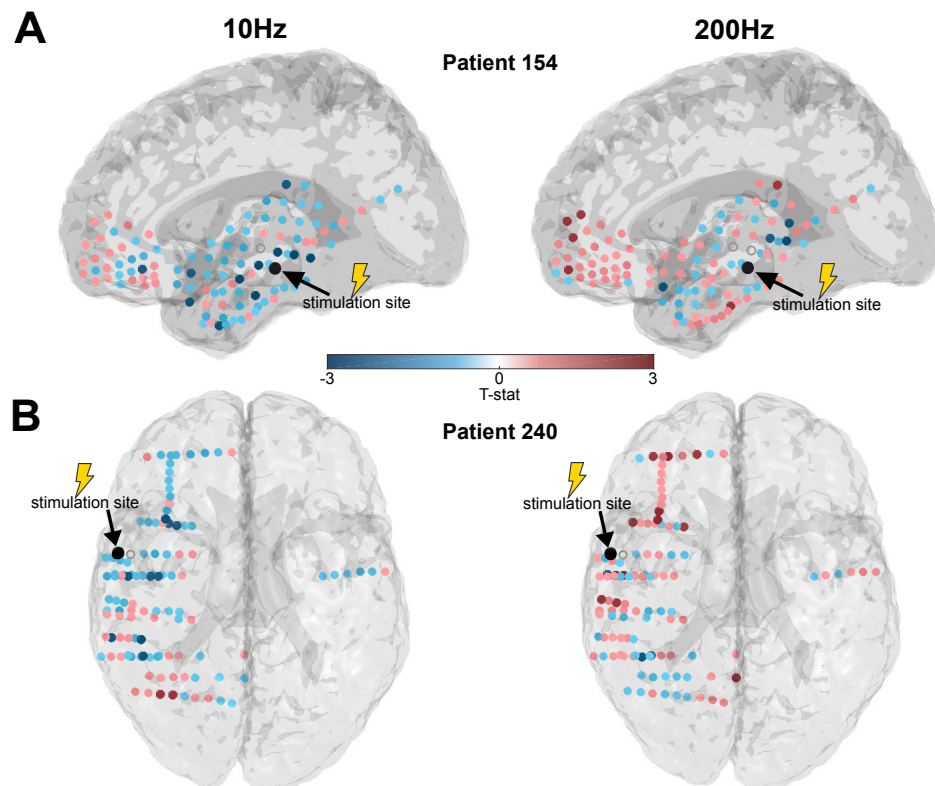 A
10Hz
200Hz
Patient 154
stimulation site
stimulation site
-3
0
3
T-stat
B
Patient 240
stimulation site
stimulation site